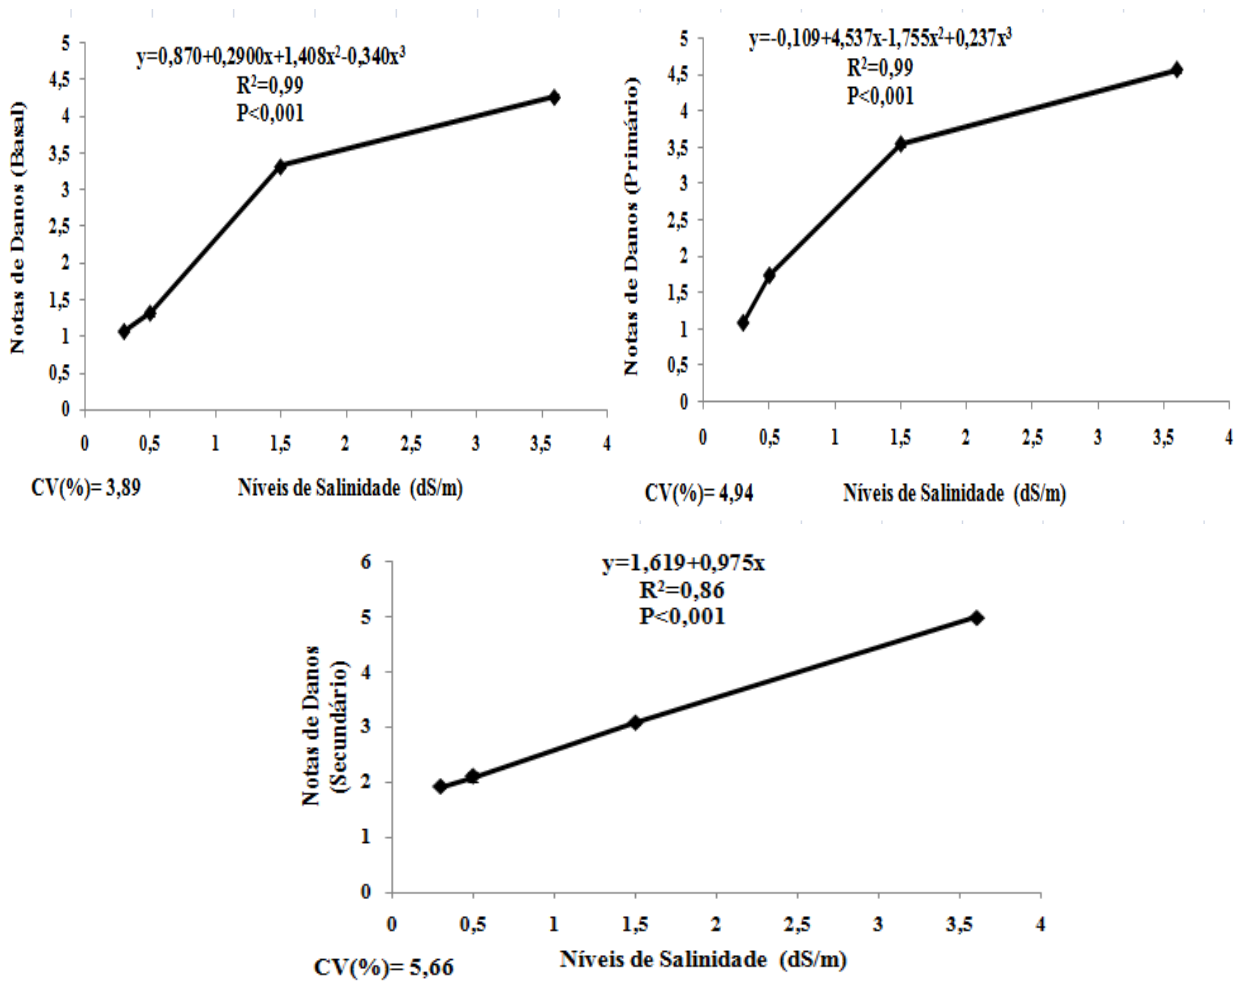 y=0,870+0,2900x+1,408x²-0,340x³
R²=0,99
P<0,001
Notas de Danos (Basal)
5
4,5
4
3,5
3
2,5
2
1,5
1
0,5
0
0 0,5 1 1,5 2 2,5 3 3,5 4
CV(%)= 3,89
Níveis de Salinidade (dS/m)
y=-0,109+4,537x-1,755x²+0,237x³
R²=0,99
P<0,001
Notas de Danos (Primário)
5
4,5
4
3,5
3
2,5
2
1,5
1
0,5
0
0 0,5 1 1,5 2 2,5 3 3,5 4
CV(%)= 4,94
Níveis de Salinidade (dS/m)
y=1,619+0,975x
R²=0,86
P<0,001
Notas de Danos
(Secundário)
6
5
4
3
2
1
0
0 0,5 1 1,5 2 2,5 3 3,5 4
CV(%)= 5,66
Níveis de Salinidade (dS/m)